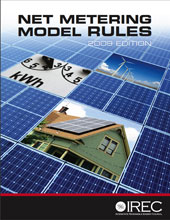 NET METERING
MODEL RULES
2009 EDITION
kWh
IREC